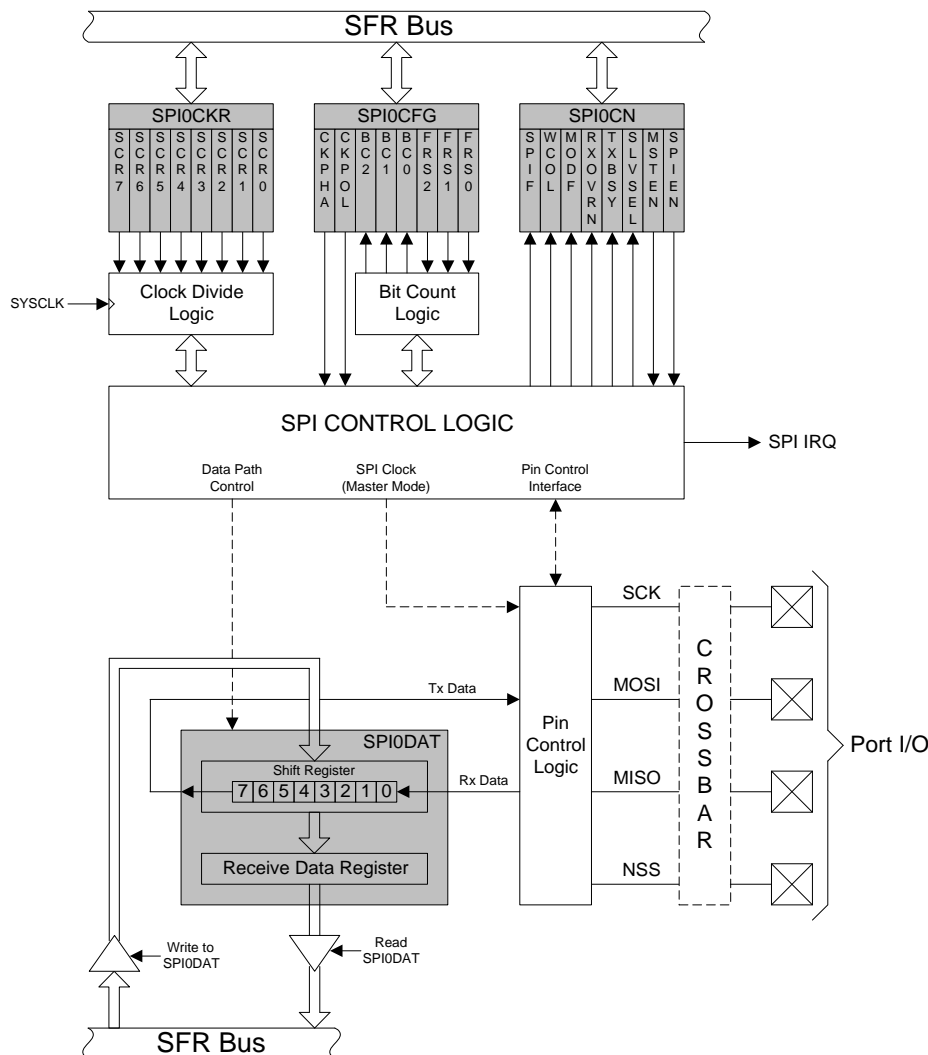 SFR Bus
SPI0CKR
SCR7 SCR6 SCR5 SCR4 SCR3 SCR2 SCR1 SCR0
SPI0CFG
CKPHA CKPOL BC2 BC1 BC0 FRS2 FRS1 FRS0
SPI0CN
SPIF WCOL MODF RXOVRN TXBSY SLVSEL MSTEN SPIEN
SYSCLK
Clock Divide
Logic
Bit Count
Logic
SPI CONTROL LOGIC
SPI IRQ
Data Path
Control
SPI Clock
(Master Mode)
Pin Control
Interface
SCK
MOSI
MISO
NSS
Pin
Control
Logic
CROSSBAR
Port I/O
Tx Data
SPI0DAT
Shift Register
7 6 5 4 3 2 1 0
Rx Data
Receive Data Register
Write to
SPI0DAT
Read
SPI0DAT
SFR Bus